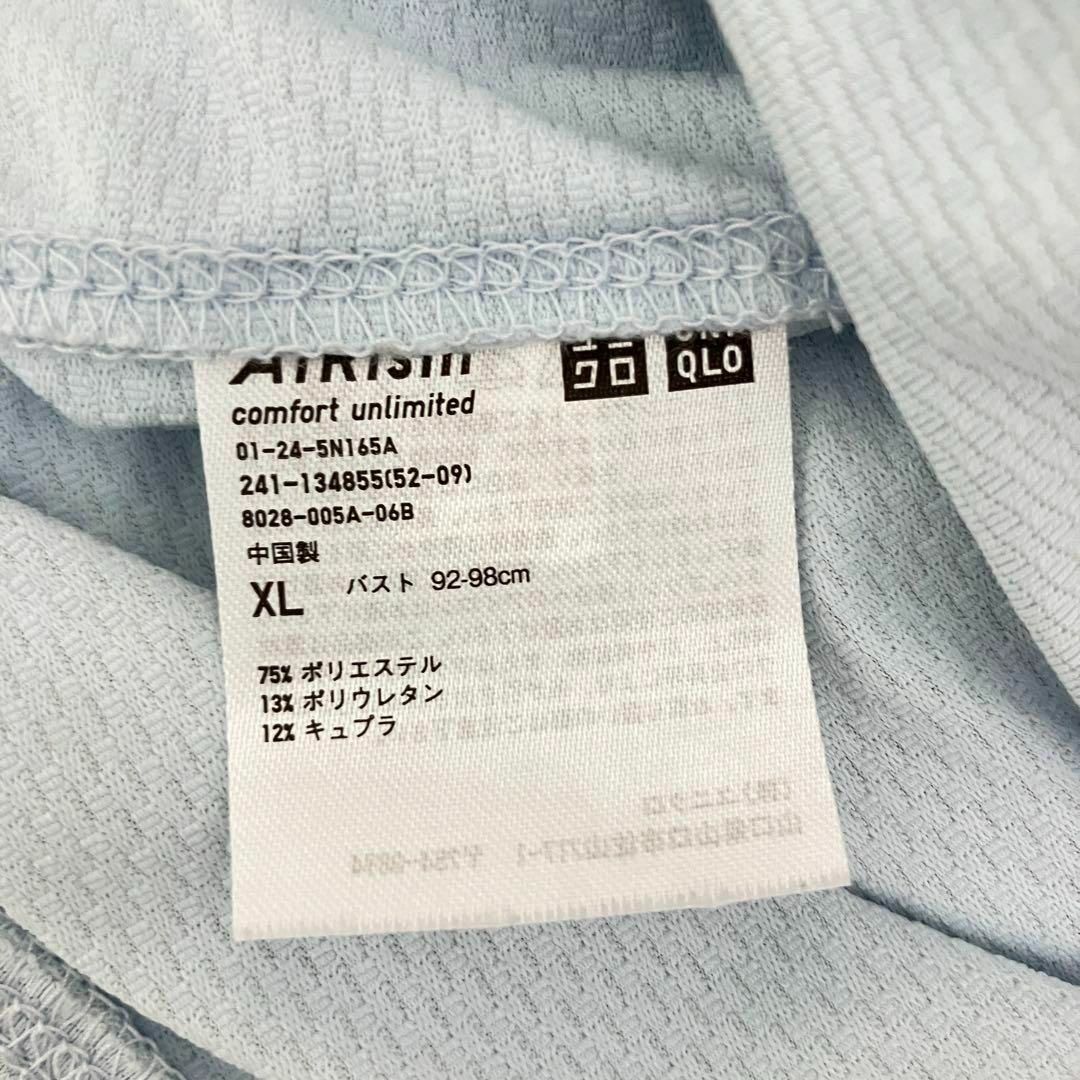 AIRism
ユニ UNI
クロ QLO
comfort unlimited
01-24-5N165A
241-134855(52-09)
8028-005A-06B
中国製
XL バスト 92-98cm
75% ポリエステル
13% ポリウレタン
12% キュプラ